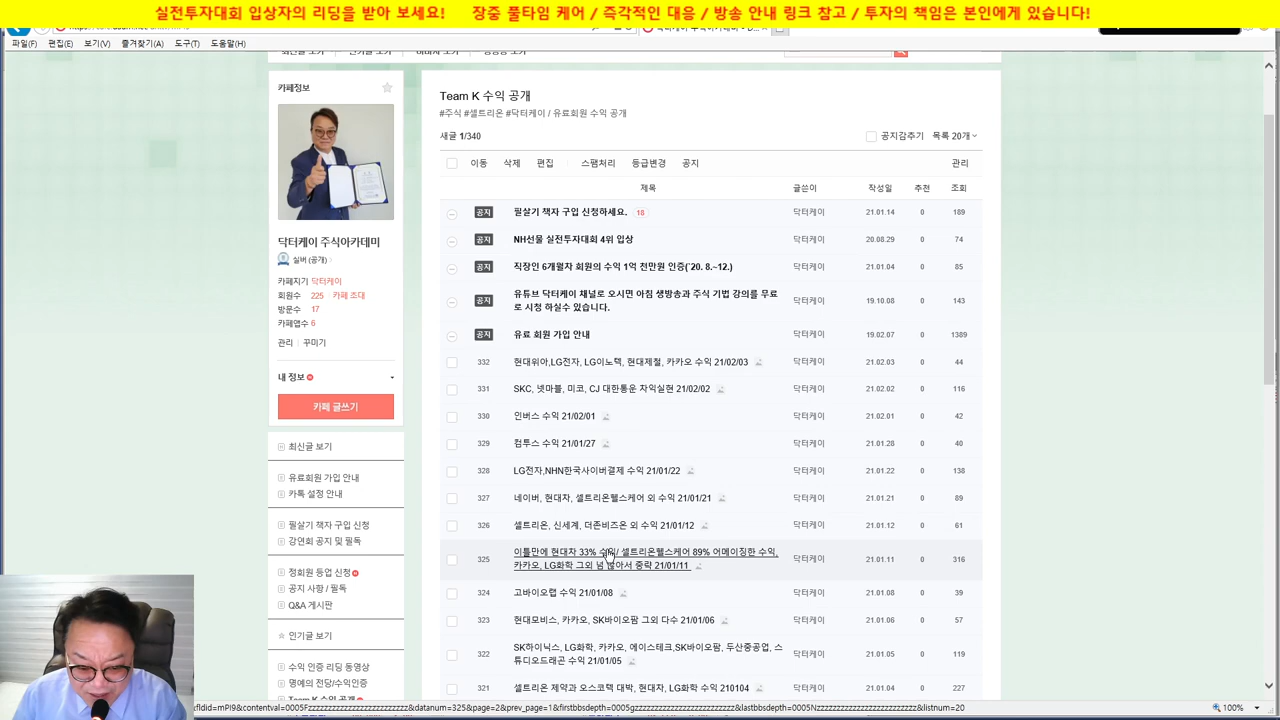 실전투자대회 입상자의 리딩을 받아 보세요! 장중 풀타임 케어 / 즉각적인 대응 / 방송 안내 링크 참고 / 투자의 책임은 본인에게 있습니다!
파일(F) 편집(E) 보기(V) 즐겨찾기(A) 도구(T) 도움말(H)
카페정보
닥터케이 주식아카데미
실버 (공개)
카페지기 닥터케이
회원수 225 카페 초대
방문수 17
카페앱수 6
관리 꾸미기
내 정보
카페 글쓰기
최신글 보기
유료회원 가입 안내
카톡 설정 안내
필살기 책자 구입 신청
강연회 공지 및 필독
정회원 등업 신청
공지 사항 / 필독
Q&A 게시판
인기글 보기
수익 인증 리딩 동영상
명예의 전당/수익인증
Team K 수익 공개
Team K 수익 공개
#주식 #셀트리온 #닥터케이 / 유료회원 수익 공개
새글 1/340 공지감추기 목록 20개
이동 삭제 편집 스팸처리 등급변경 공지 관리
제목 글쓴이 작성일 추천 조회
공지 필살기 책자 구입 신청하세요. 18 닥터케이 21.01.14 0 189
공지 NH선물 실전투자대회 4위 입상 닥터케이 20.08.29 0 74
공지 직장인 6개월차 회원의 수익 1억 천만원 인증(`20. 8.~12.) 닥터케이 21.01.04 0 85
공지 유튜브 닥터케이 채널로 오시면 아침 생방송과 주식 기법 강의를 무료
로 시청 하실수 있습니다. 닥터케이 19.10.08 0 143
공지 유료 회원 가입 안내 닥터케이 19.02.07 0 1389
332 현대위아,LG전자, LG이노텍, 현대제철, 카카오 수익 21/02/03 닥터케이 21.02.03 0 44
331 SKC, 넷마블, 미코, CJ 대한통운 차익실현 21/02/02 닥터케이 21.02.02 0 116
330 인버스 수익 21/02/01 닥터케이 21.02.01 0 42
329 컴투스 수익 21/01/27 닥터케이 21.01.28 0 40
328 LG전자,NHN한국사이버결제 수익 21/01/22 닥터케이 21.01.22 0 138
327 네이버, 현대차, 셀트리온헬스케어 외 수익 21/01/21 닥터케이 21.01.21 0 89
326 셀트리온, 신세계, 더존비즈온 외 수익 21/01/12 닥터케이 21.01.12 0 61
325 이틀만에 현대차 33% 수익/ 셀트리온헬스케어 89% 어메이징한 수익,
카카오, LG화학 그외 넘 많아서 중략 21/01/11 닥터케이 21.01.11 0 316
324 고바이오랩 수익 21/01/08 닥터케이 21.01.08 0 39
323 현대모비스, 카카오, SK바이오팜 그외 다수 21/01/06 닥터케이 21.01.06 0 57
322 SK하이닉스, LG화학, 카카오, 에이스테크,SK바이오팜, 두산중공업, 스
튜디오드래곤 수익 21/01/05 닥터케이 21.01.05 0 119
321 셀트리온 제약과 오스코텍 대박, 현대차, LG화학 수익 210104 닥터케이 21.01.04 0 227
100%